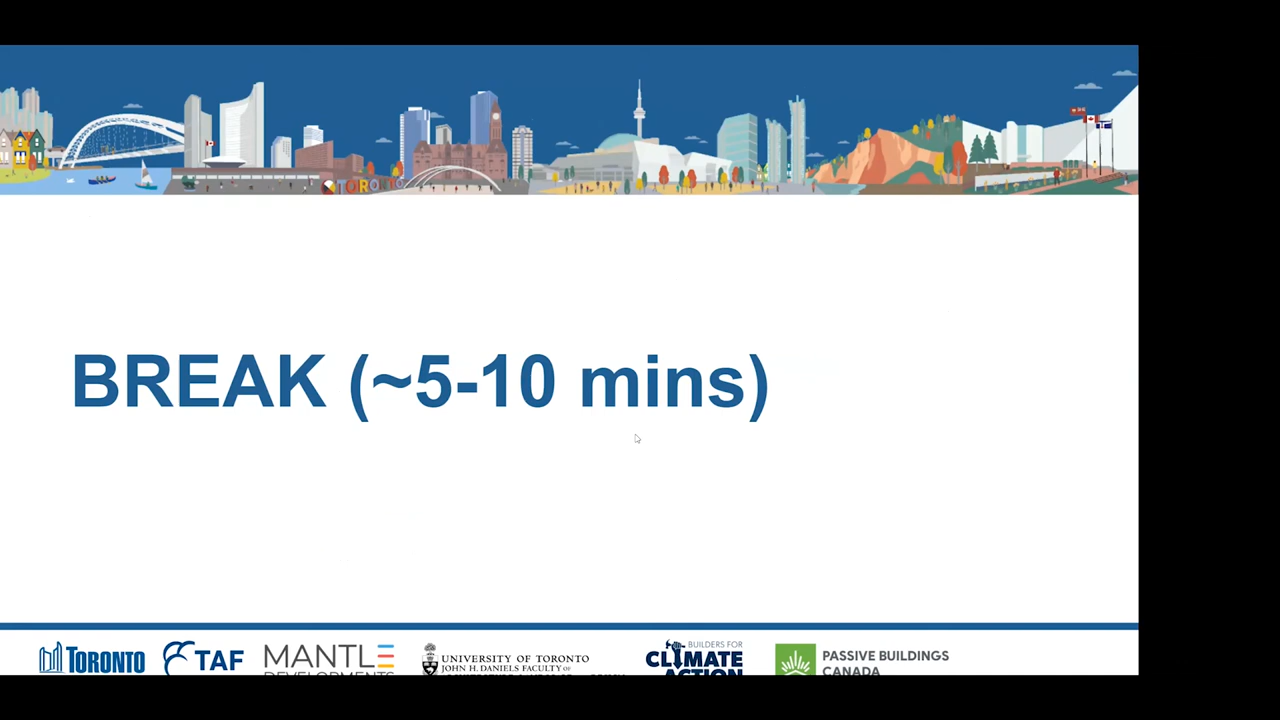 TORONTO
BREAK (~5-10 mins)
TORONTO
TAF
MANTLE
DEVELOPMENTS
UNIVERSITY OF TORONTO
JOHN H. DANIELS FACULTY OF
BUILDERS FOR
CLIMATE
ACTION
PASSIVE BUILDINGS
CANADA